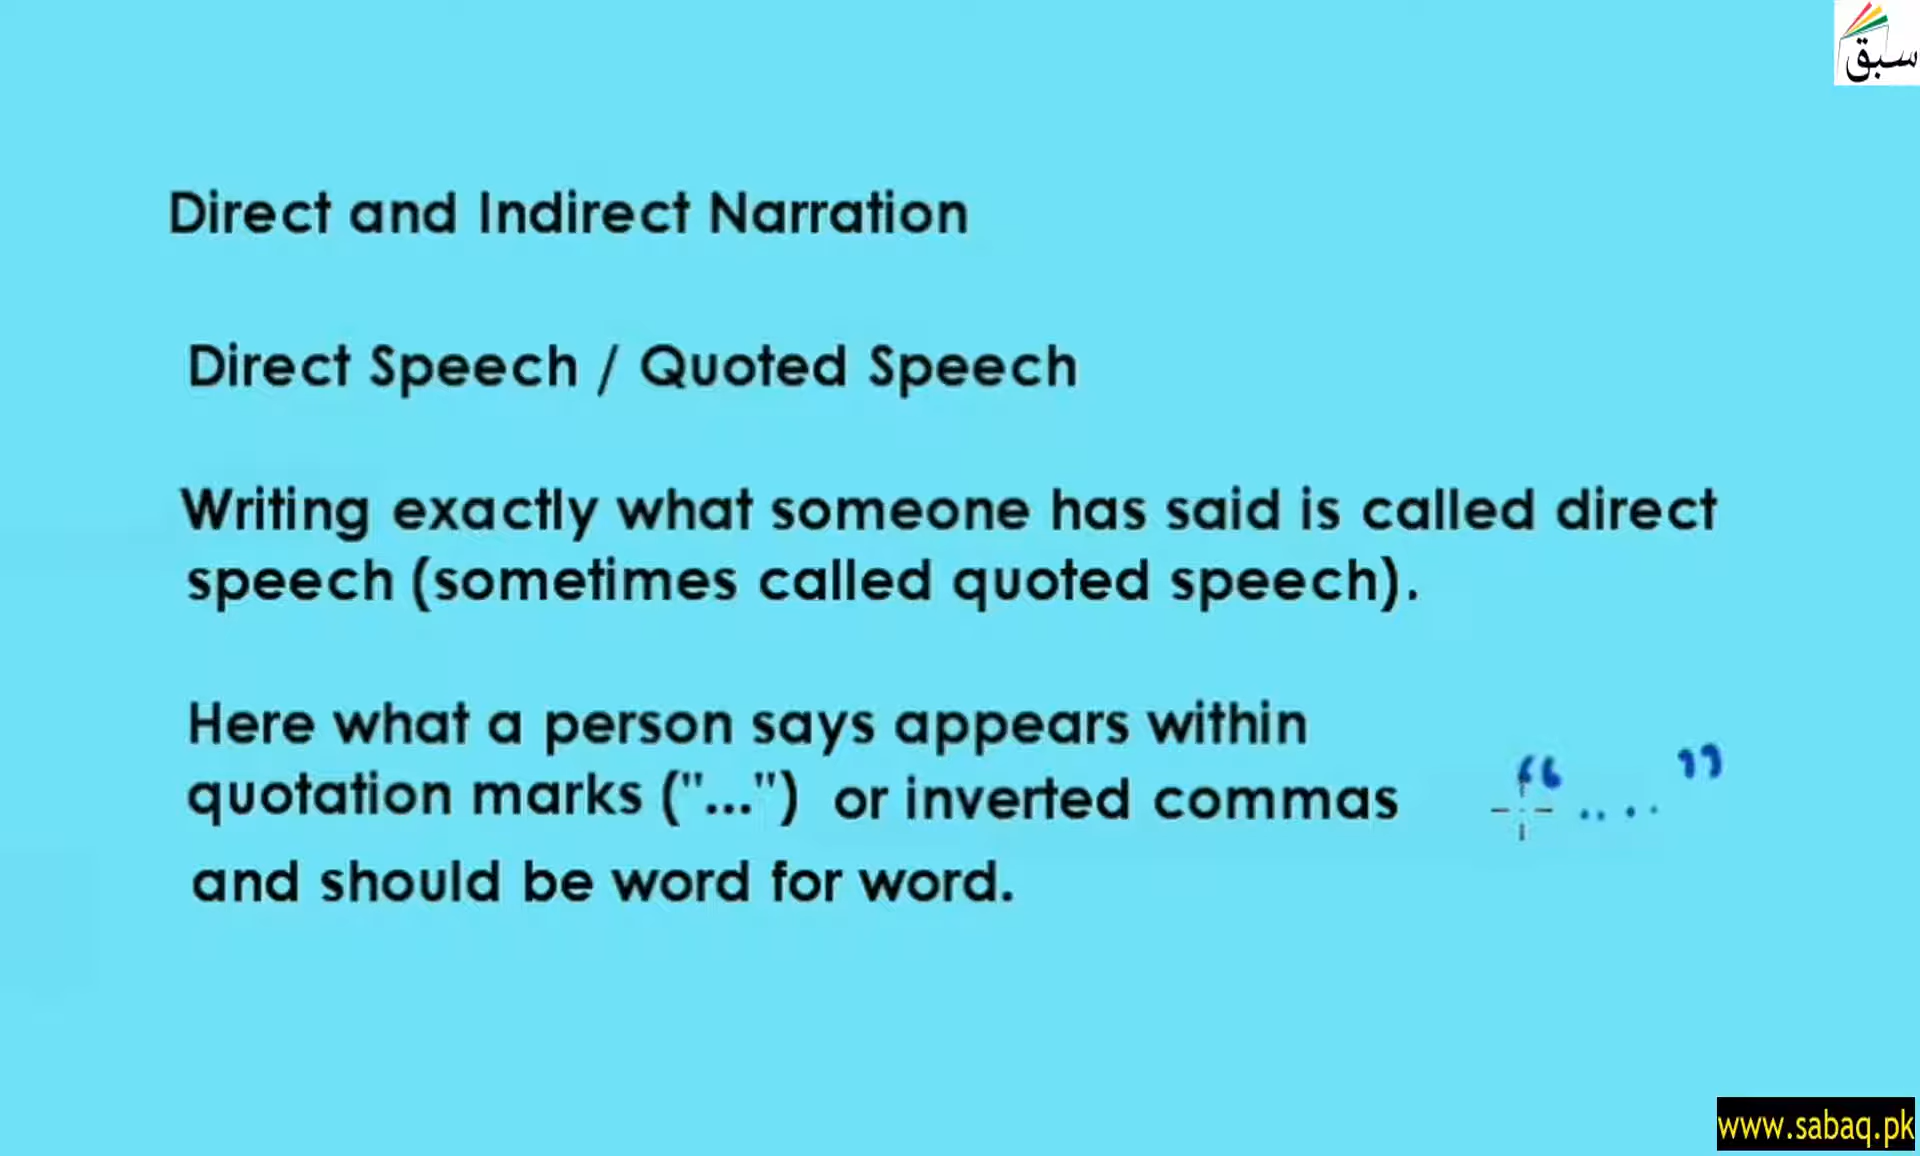 سبق
Direct and Indirect Narration
Direct Speech / Quoted Speech
Writing exactly what someone has said is called direct
speech (sometimes called quoted speech).
Here what a person says appears within
quotation marks ("...") or inverted commas “....”
and should be word for word.
www.sabaq.pk